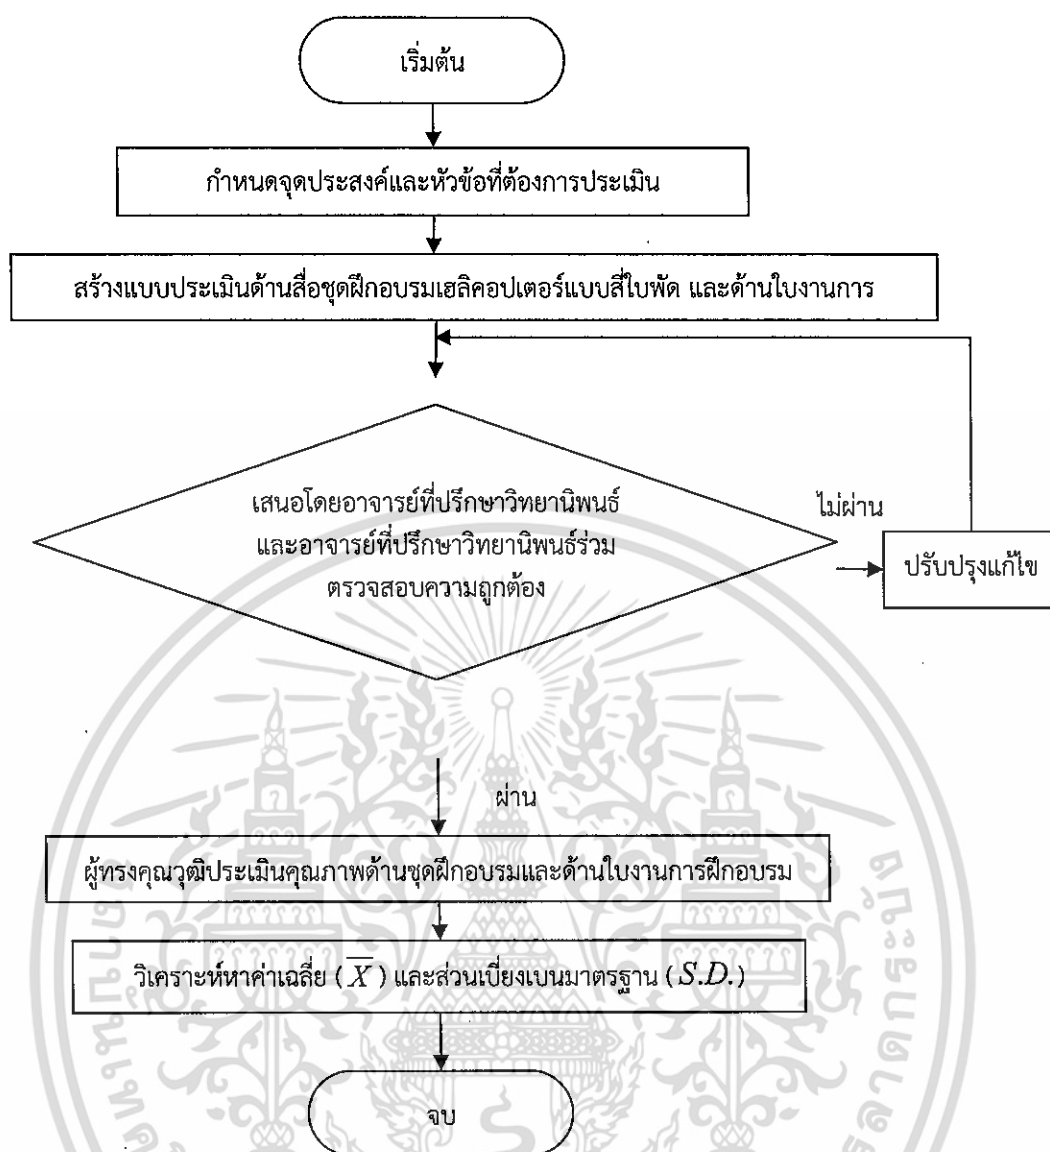 เริ่มต้น
กำหนดจุดประสงค์และหัวข้อที่ต้องการประเมิน
สร้างแบบประเมินด้านสื่อชุดฝึกอบรมเฮลิคอปเตอร์แบบสี่ใบพัด และด้านใบงานการ
เสนอโดยอาจารย์ที่ปรึกษาวิทยานิพนธ์
และอาจารย์ที่ปรึกษาวิทยานิพนธ์ร่วม
ตรวจสอบความถูกต้อง
ไม่ผ่าน
ปรับปรุงแก้ไข
ผ่าน
ผู้ทรงคุณวุฒิประเมินคุณภาพด้านชุดฝึกอบรมและด้านใบงานการฝึกอบรม
วิเคราะห์หาค่าเฉลี่ย ( X̅ ) และส่วนเบี่ยงเบนมาตรฐาน ( S.D. )
จบ